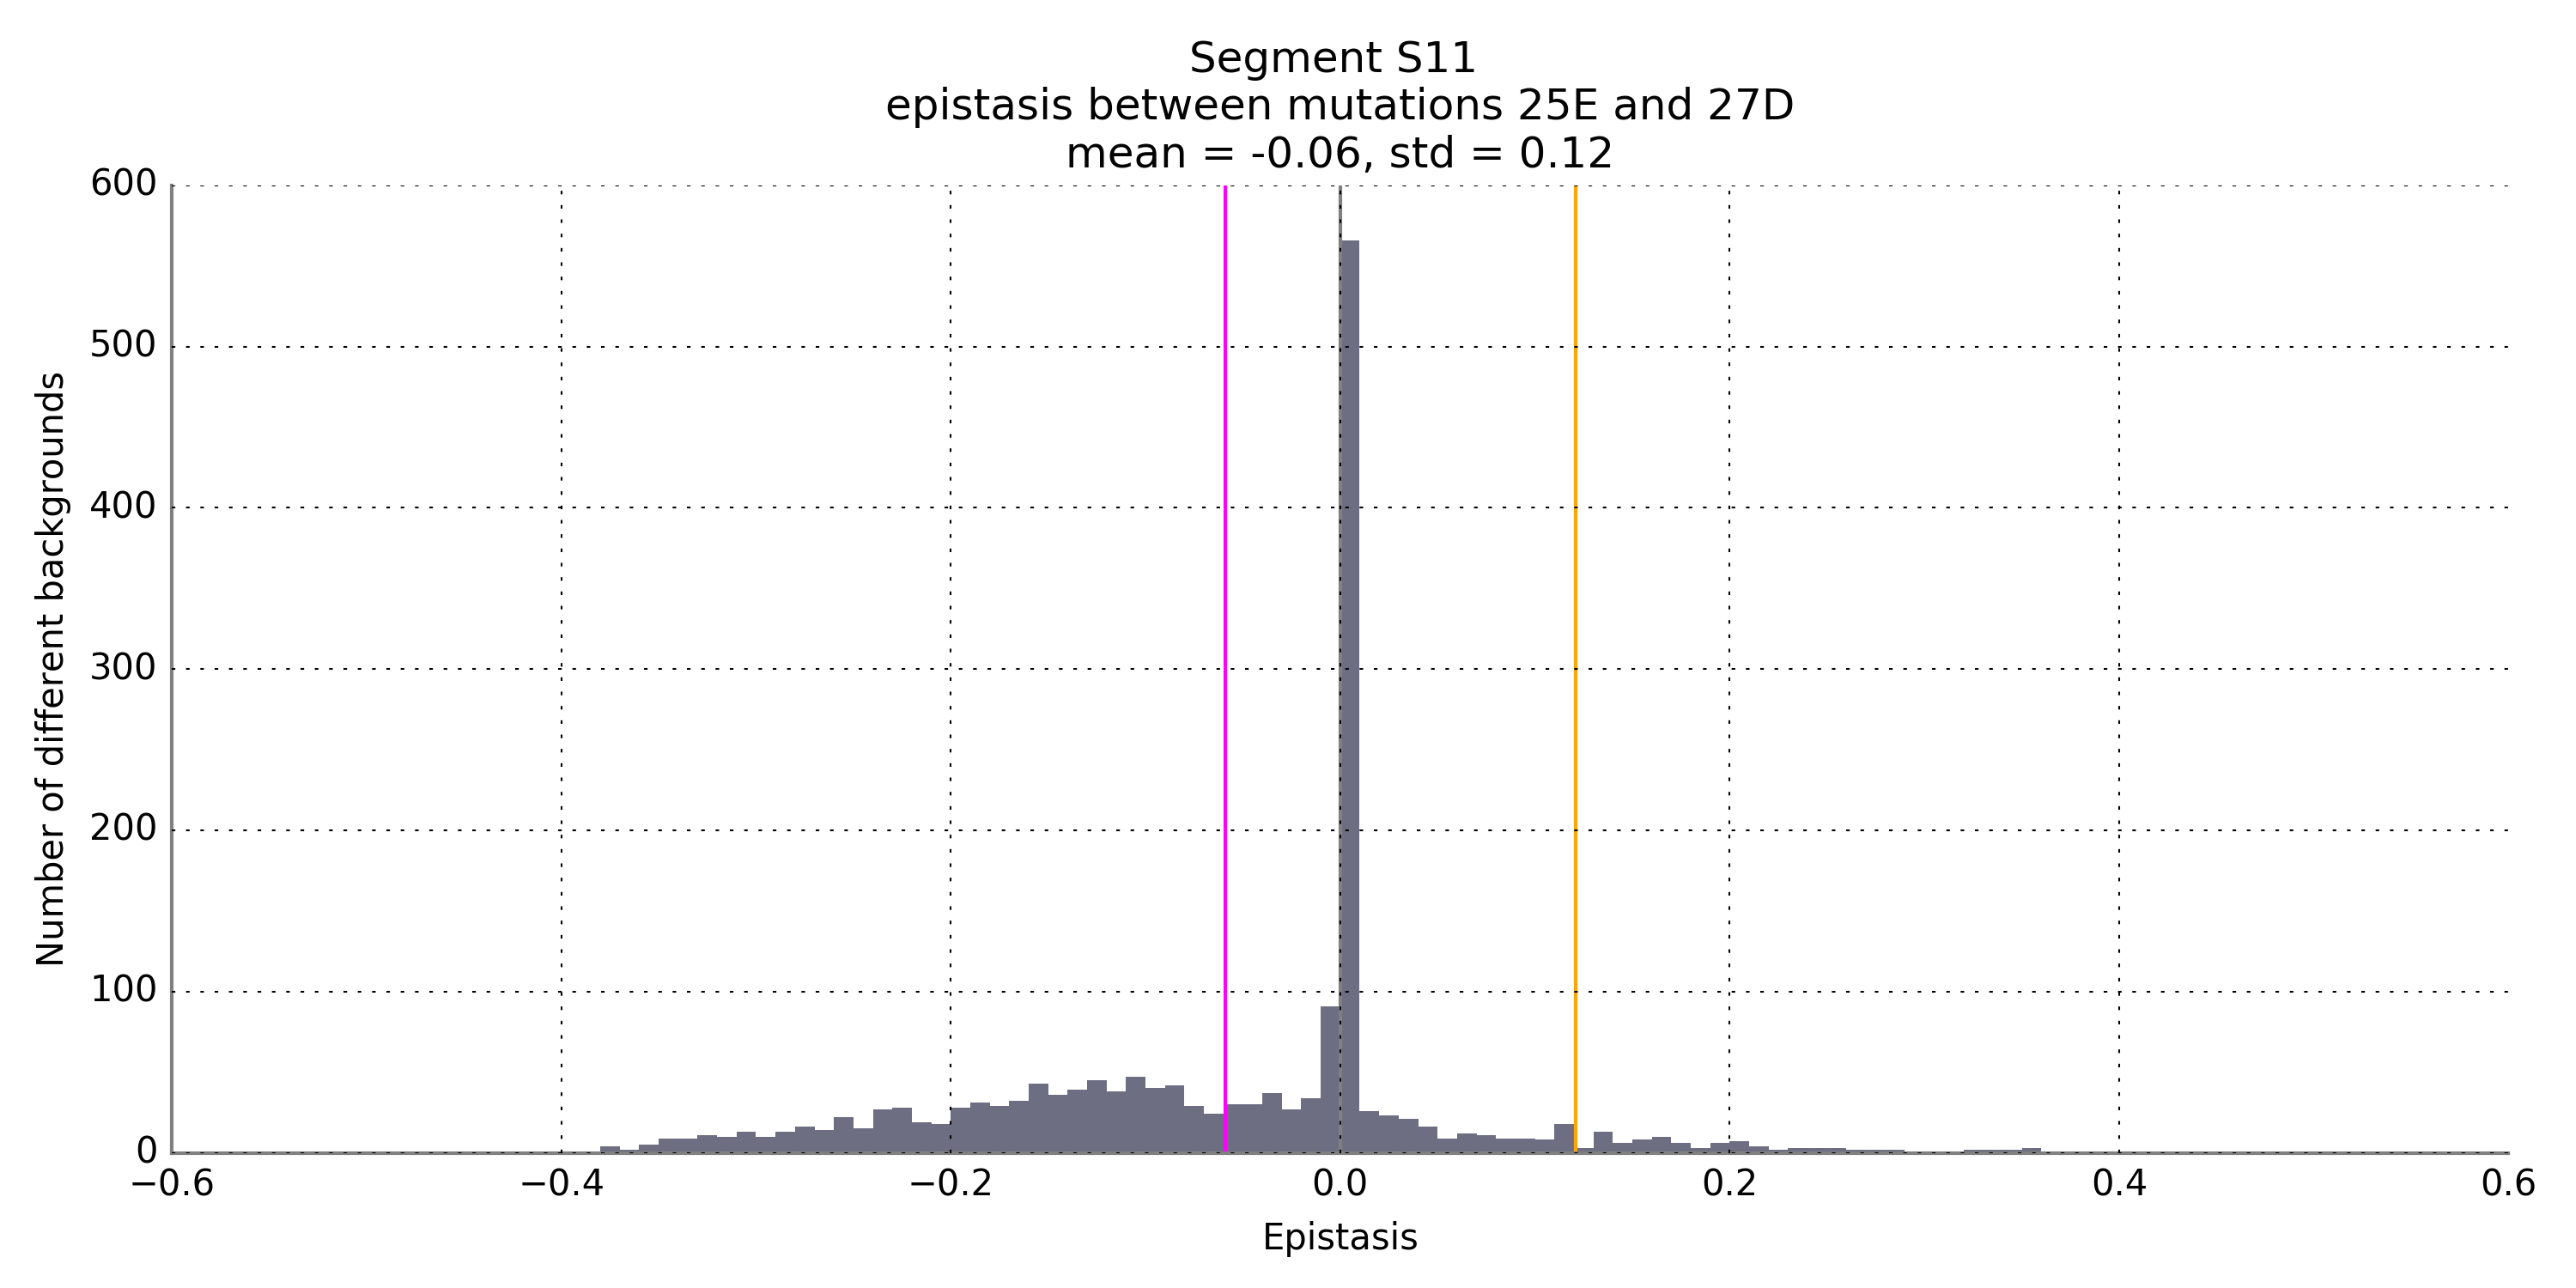 Segment S11
epistasis between mutations 25E and 27D
mean = -0.06, std = 0.12
600
500
400
300
200
100
0
Number of different backgrounds
−0.6 −0.4 −0.2 0.0 0.2 0.4 0.6
Epistasis